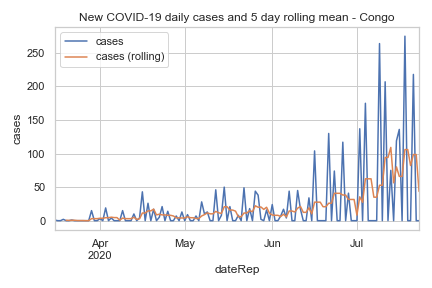 New COVID-19 daily cases and 5 day rolling mean - Congo
cases
cases (rolling)
250
200
150
100
50
0
cases
Apr
2020
May
Jun
Jul
dateRep